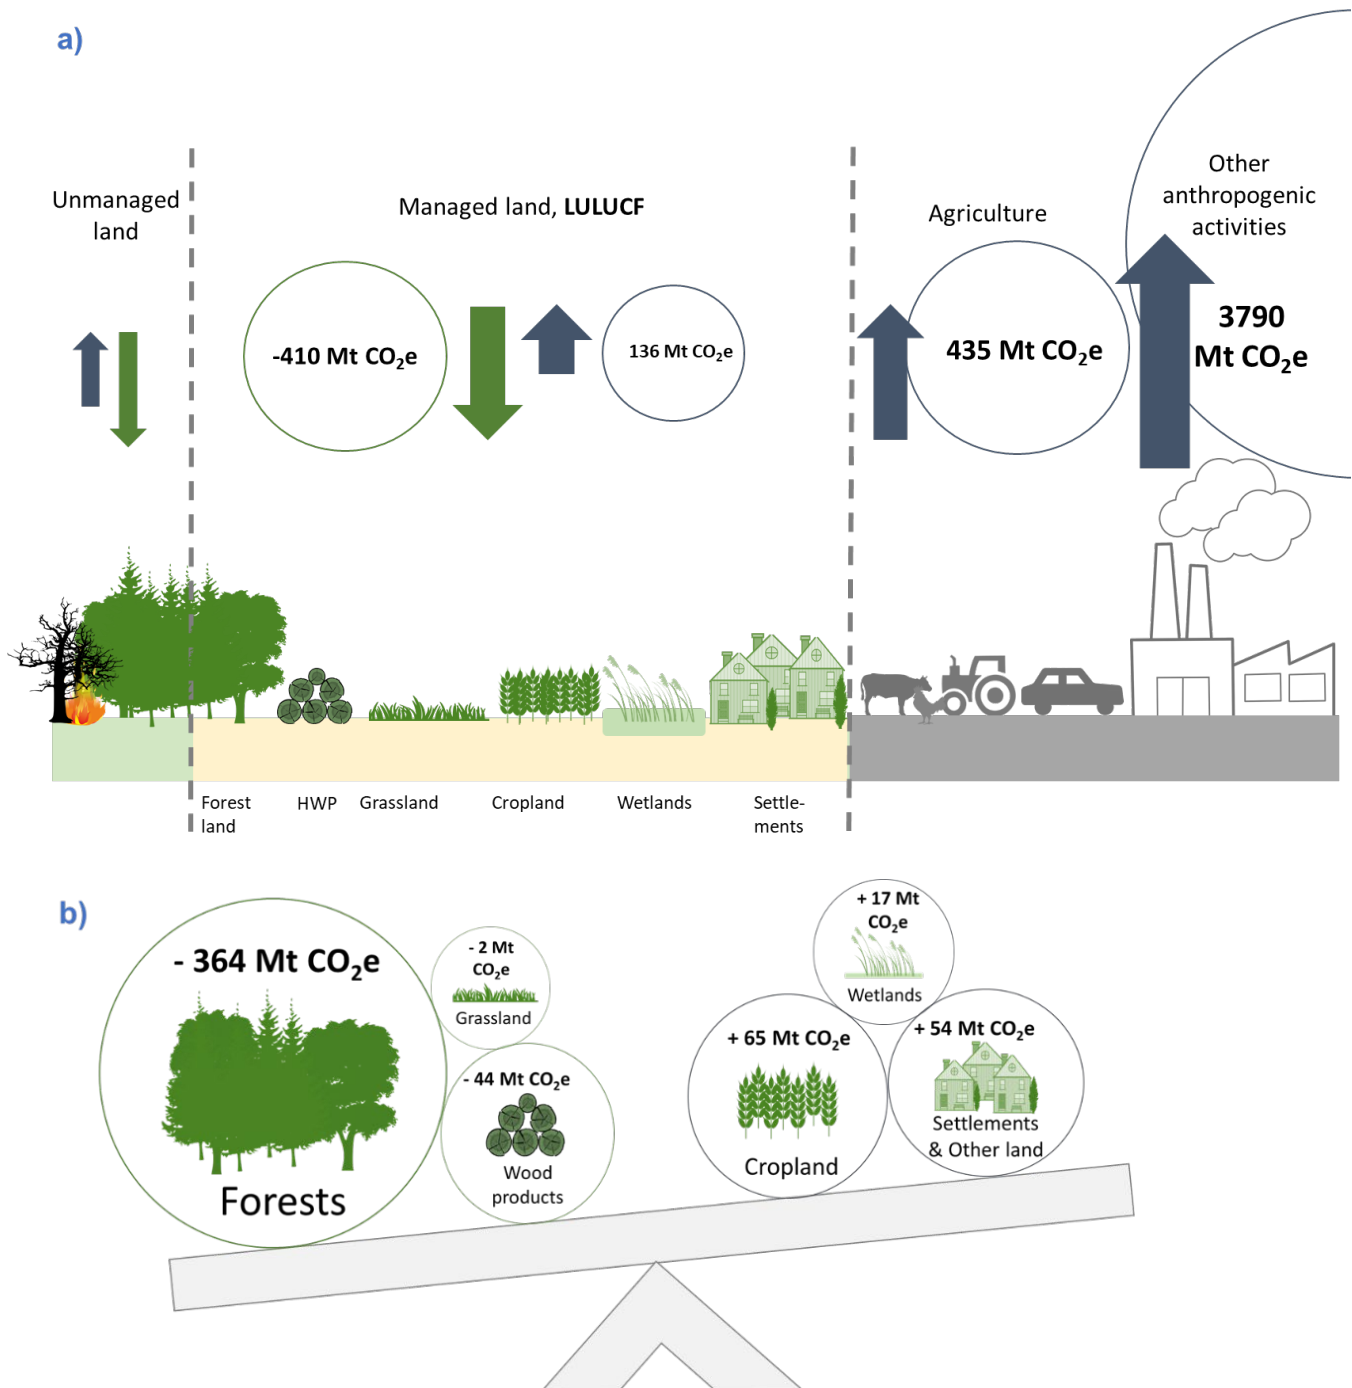 a)
Unmanaged
land
Managed land, LULUCF
Agriculture
Other
anthropogenic
activities
-410 Mt CO₂e
136 Mt CO₂e
435 Mt CO₂e
3790
Mt CO₂e
Forest
land
HWP
Grassland
Cropland
Wetlands
Settle-
ments
b)
- 364 Mt CO₂e
Forests
- 2 Mt
CO₂e
Grassland
- 44 Mt CO₂e
Wood
products
+ 17 Mt
CO₂e
Wetlands
+ 65 Mt CO₂e
Cropland
+ 54 Mt CO₂e
Settlements
& Other land